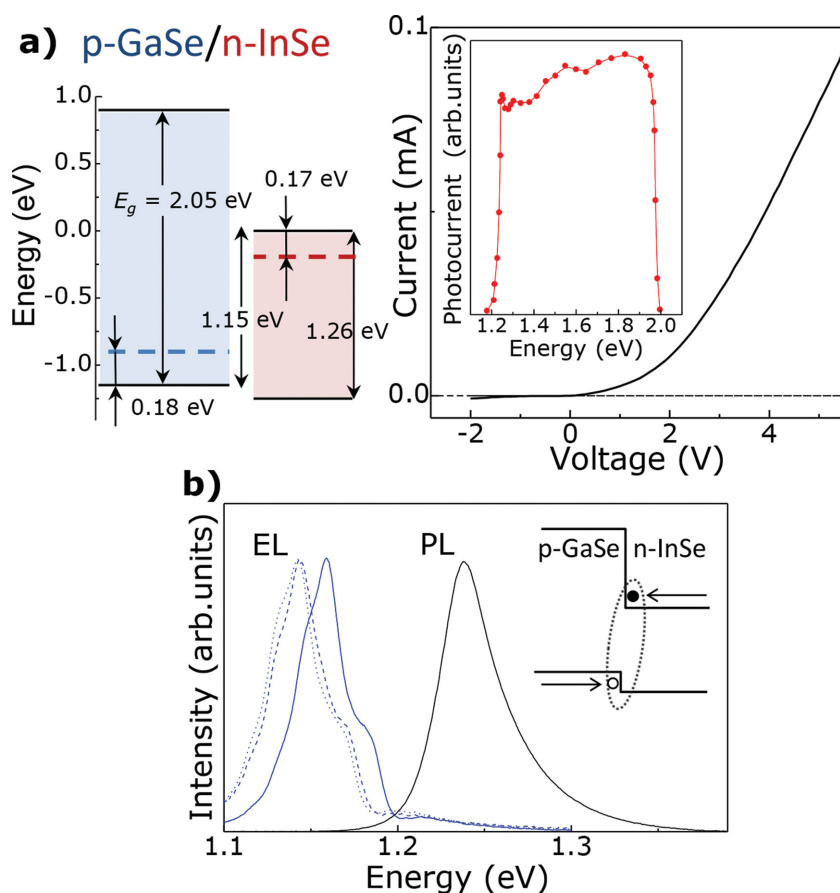 a) p-GaSe/n-InSe
Energy (eV)
1.0
0.5
0.0
-0.5
-1.0
E_g = 2.05 eV
0.18 eV
0.17 eV
1.15 eV
1.26 eV
Current (mA)
0.1
0.0
-2 0 2 4
Voltage (V)
Photocurrent (arb.units)
1.2 1.4 1.6 1.8 2.0
Energy (eV)
b)
Intensity (arb.units)
EL
PL
p-GaSe n-InSe
1.1 1.2 1.3
Energy (eV)